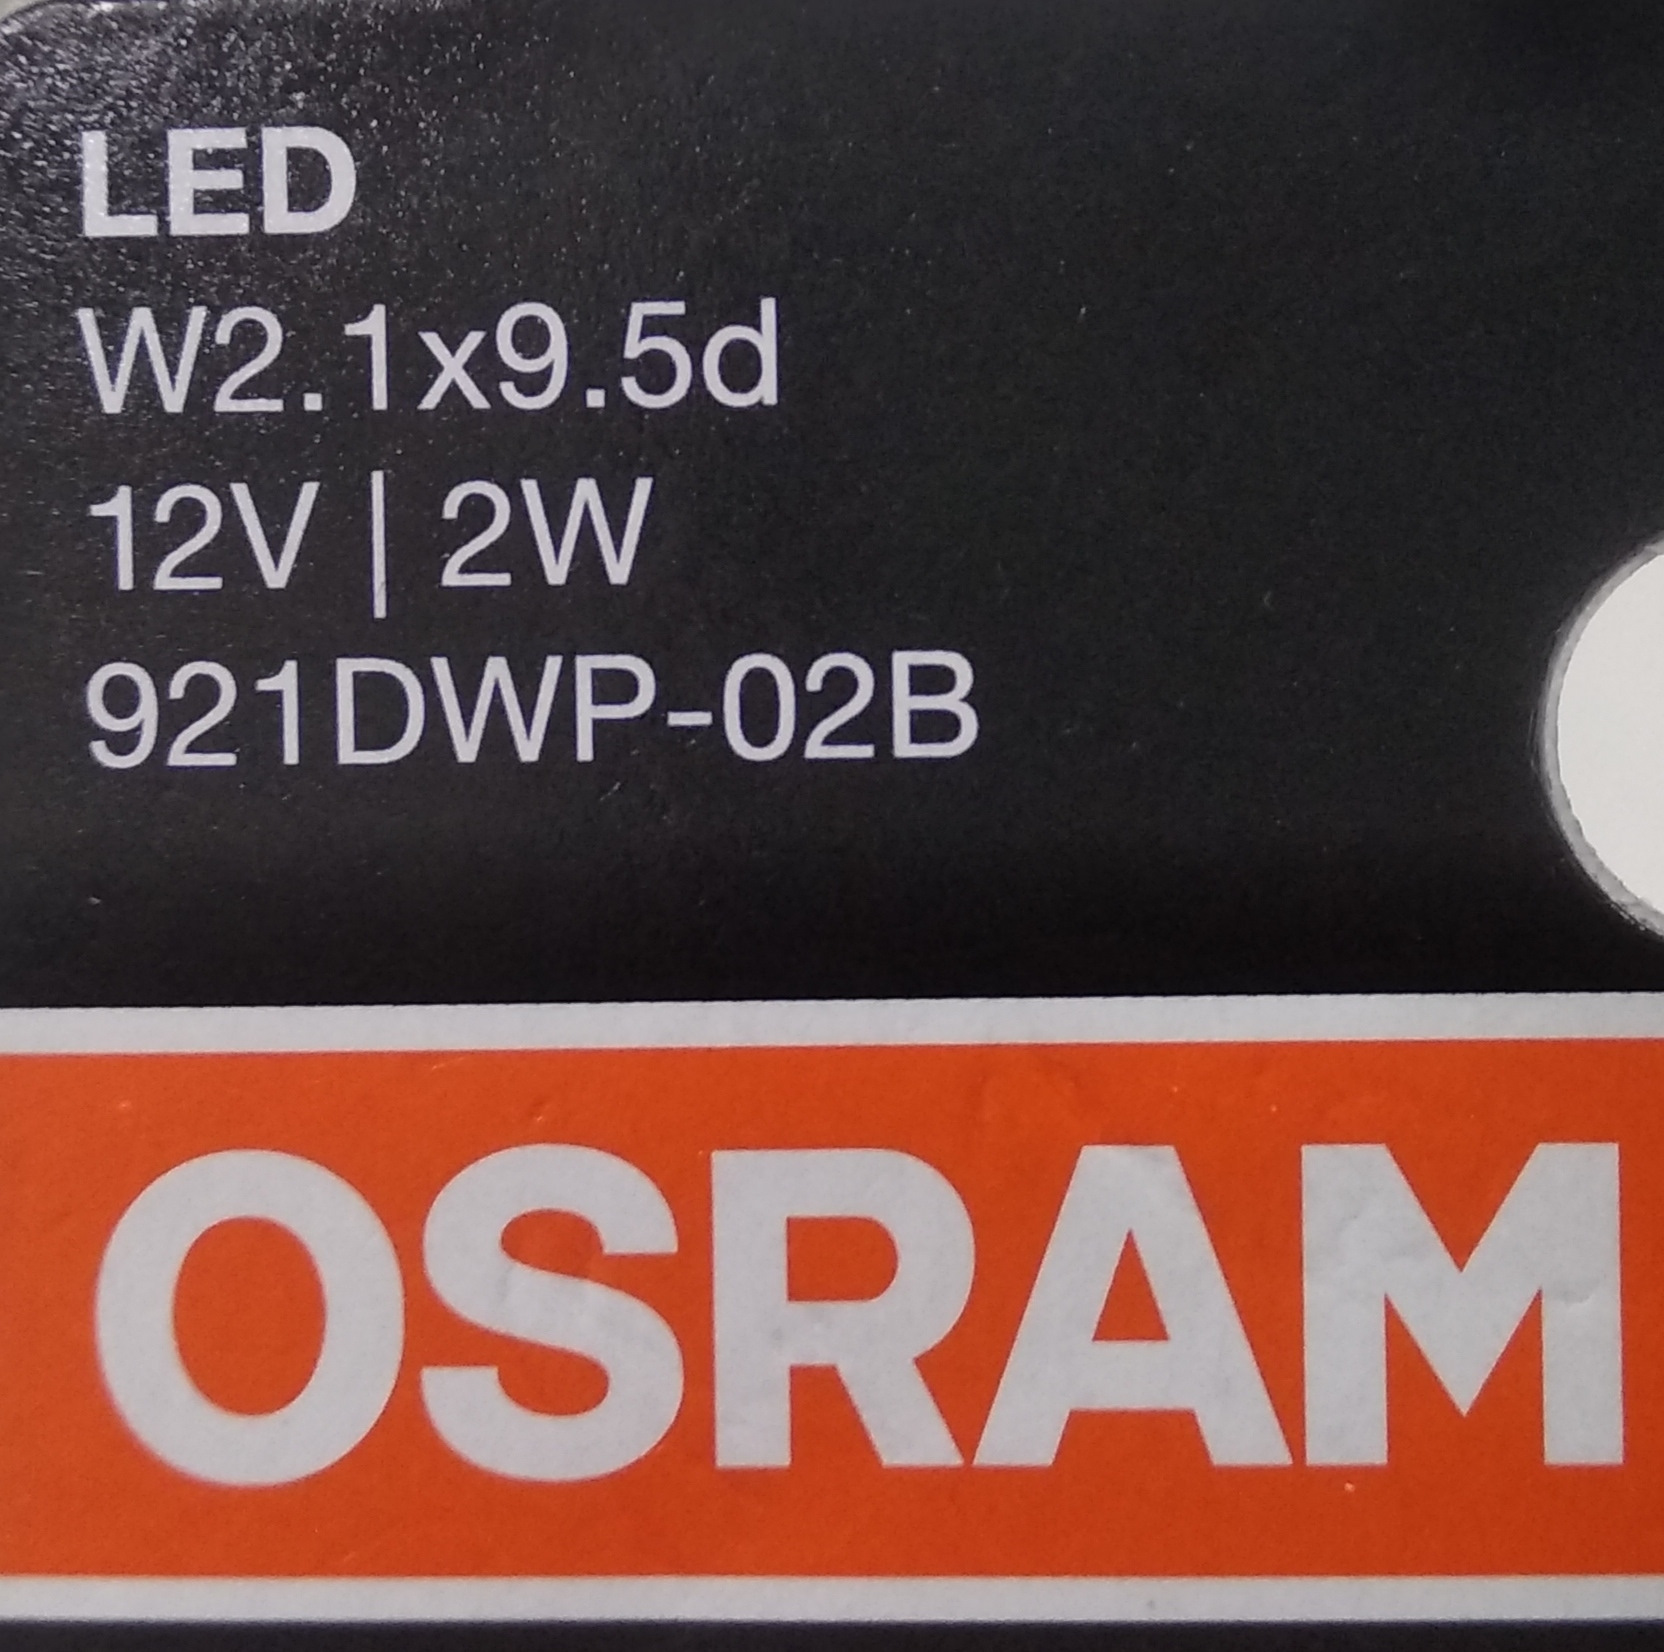 LED
W2.1x9.5d
12V | 2W
921DWP-02B
OSRAM